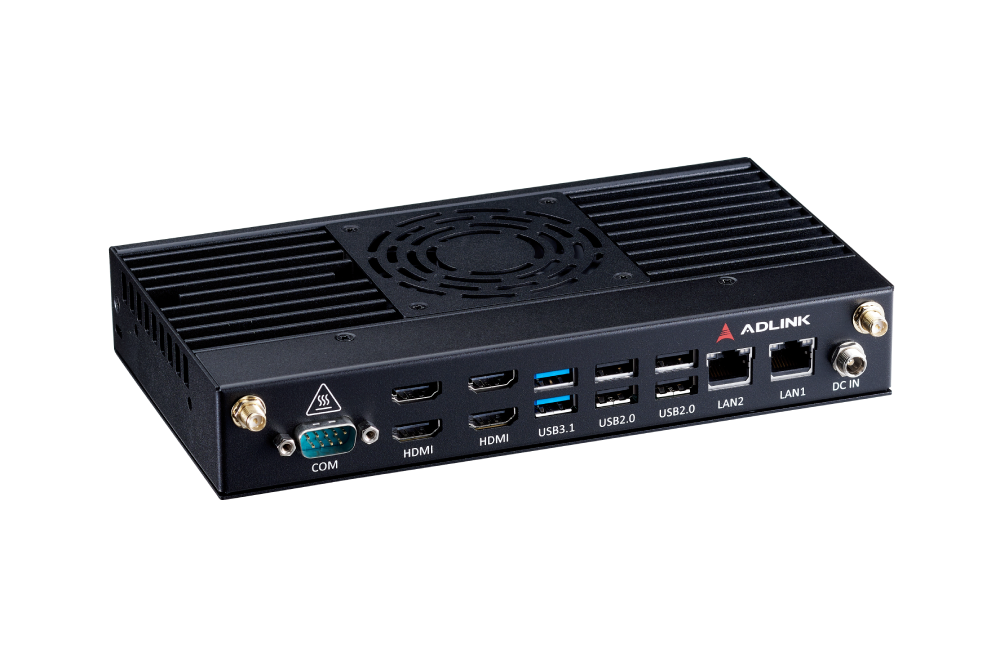 ADLINK
COM
HDMI
HDMI
USB3.1
USB2.0
USB2.0
LAN2
LAN1
DC IN